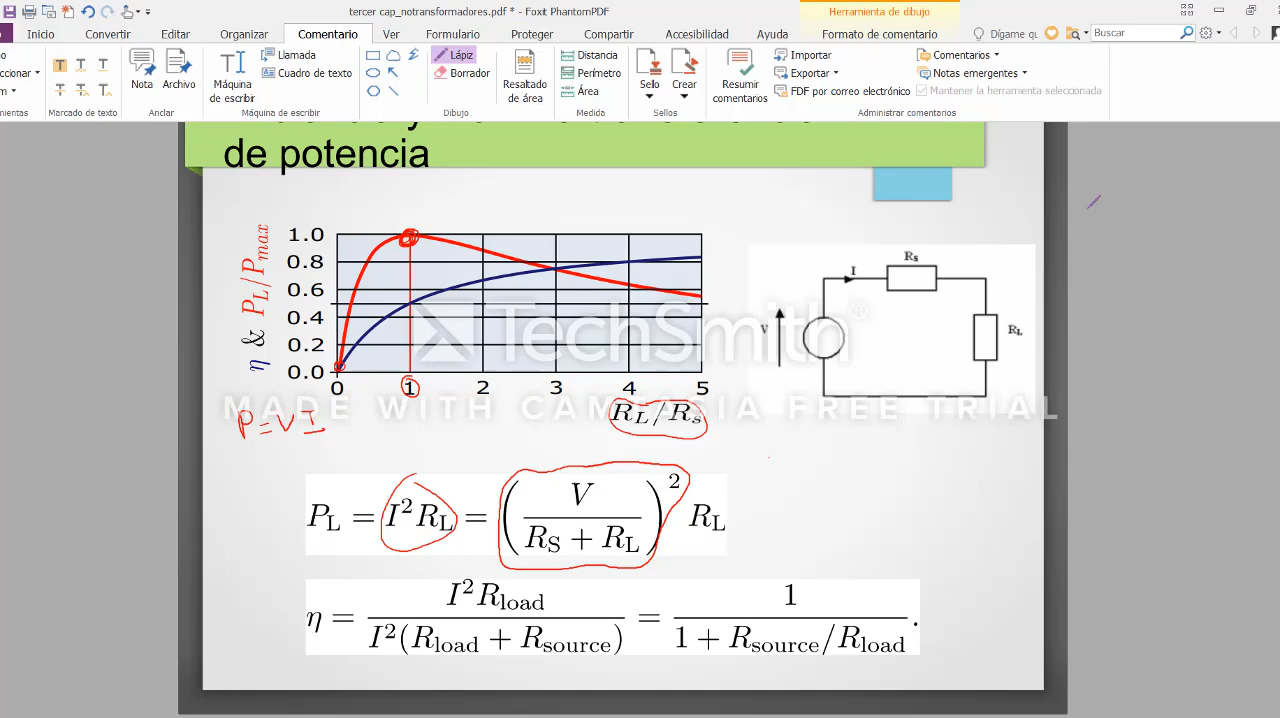 tercer cap_notransformadores.pdf * - Foxit PhantomPDF
Herramienta de dibujo
Inicio Convertir Editar Organizar Comentario Ver Formulario Proteger Compartir Accesibilidad Ayuda Formato de comentario Dígame qu Buscar
Llamada
Cuadro de texto
Lápiz
Borrador
Distancia
Perímetro
Área
Importar
Exportar
FDF por correo electrónico
Comentarios
Notas emergentes
Mantener la herramienta seleccionada
Nota Archivo Máquina de escribir Resaltado de área Sello Crear Resumir comentarios
Marcado de texto Anclar Máquina de escribir Dibujo Medida Sellos Administrar comentarios
de potencia
η & P_L/P_max
1.0
0.8
0.6
0.4
0.2
0.0
0 1 2 3 4 5
R_L/R_s
I
R_S
V
R_L
TechSmith®
MADE WITH CAMTASIA FREE TRIAL
P=VI
P_L = I² R_L = (V / (R_S + R_L))² R_L
η = I² R_load / I² (R_load + R_source) = 1 / (1 + R_source/R_load).